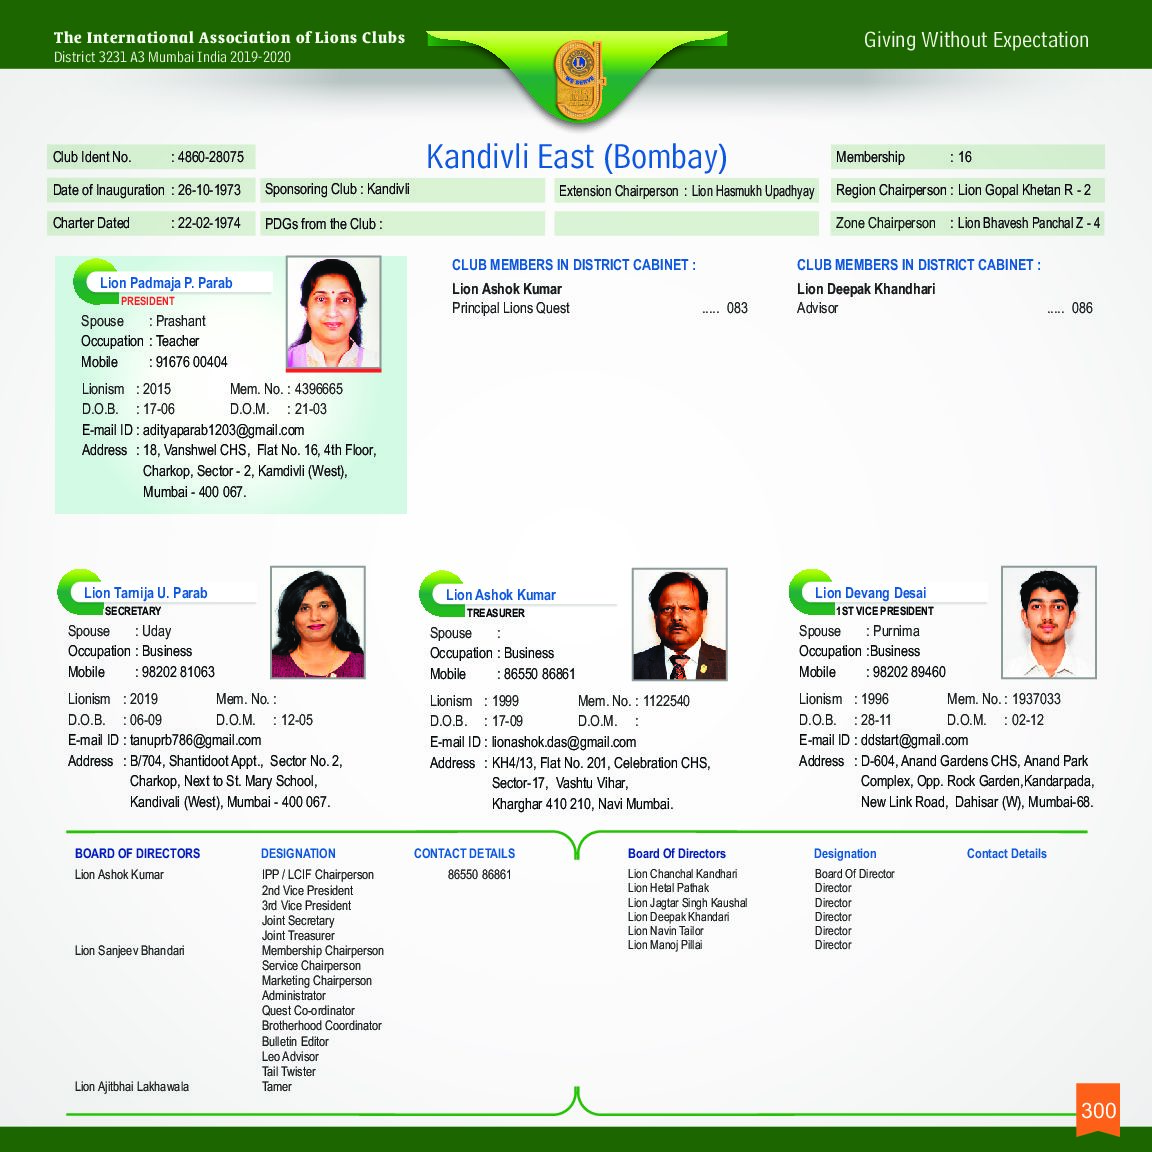 The International Association of Lions Clubs
District 3231 A3 Mumbai India 2019-2020
Giving Without Expectation
L
WE SERVE
Kandivli East (Bombay)
Club Ident No. : 4860-28075
Membership : 16
Date of Inauguration : 26-10-1973
Sponsoring Club : Kandivli
Extension Chairperson : Lion Hasmukh Upadhyay
Region Chairperson : Lion Gopal Khetan R - 2
Charter Dated : 22-02-1974
PDGs from the Club :
Zone Chairperson : Lion Bhavesh Panchal Z - 4
Lion Padmaja P. Parab
PRESIDENT
Spouse : Prashant
Occupation : Teacher
Mobile : 91676 00404
Lionism : 2015 Mem. No. : 4396665
D.O.B. : 17-06 D.O.M. : 21-03
E-mail ID : adityaparab1203@gmail.com
Address : 18, Vanshwel CHS, Flat No. 16, 4th Floor,
Charkop, Sector - 2, Kamdivli (West),
Mumbai - 400 067.
CLUB MEMBERS IN DISTRICT CABINET :
Lion Ashok Kumar
Principal Lions Quest ..... 083
CLUB MEMBERS IN DISTRICT CABINET :
Lion Deepak Khandhari
Advisor ..... 086
Lion Tarnija U. Parab
SECRETARY
Spouse : Uday
Occupation : Business
Mobile : 98202 81063
Lionism : 2019 Mem. No. :
D.O.B. : 06-09 D.O.M. : 12-05
E-mail ID : tanuprb786@gmail.com
Address : B/704, Shantidoot Appt., Sector No. 2,
Charkop, Next to St. Mary School,
Kandivali (West), Mumbai - 400 067.
Lion Ashok Kumar
TREASURER
Spouse :
Occupation : Business
Mobile : 86550 86861
Lionism : 1999 Mem. No. : 1122540
D.O.B. : 17-09 D.O.M. :
E-mail ID : lionashok.das@gmail.com
Address : KH4/13, Flat No. 201, Celebration CHS,
Sector-17, Vashtu Vihar,
Kharghar 410 210, Navi Mumbai.
Lion Devang Desai
1ST VICE PRESIDENT
Spouse : Purnima
Occupation :Business
Mobile : 98202 89460
Lionism : 1996 Mem. No. : 1937033
D.O.B. : 28-11 D.O.M. : 02-12
E-mail ID : ddstart@gmail.com
Address : D-604, Anand Gardens CHS, Anand Park
Complex, Opp. Rock Garden,Kandarpada,
New Link Road, Dahisar (W), Mumbai-68.
BOARD OF DIRECTORS DESIGNATION CONTACT DETAILS
Lion Ashok Kumar IPP / LCIF Chairperson 86550 86861
2nd Vice President
3rd Vice President
Joint Secretary
Joint Treasurer
Lion Sanjeev Bhandari Membership Chairperson
Service Chairperson
Marketing Chairperson
Administrator
Quest Co-ordinator
Brotherhood Coordinator
Bulletin Editor
Leo Advisor
Tail Twister
Lion Ajitbhai Lakhawala Tamer
Board Of Directors Designation Contact Details
Lion Chanchal Kandhari Board Of Director
Lion Hetal Pathak Director
Lion Jagtar Singh Kaushal Director
Lion Deepak Khandari Director
Lion Navin Tailor Director
Lion Manoj Pillai Director
300